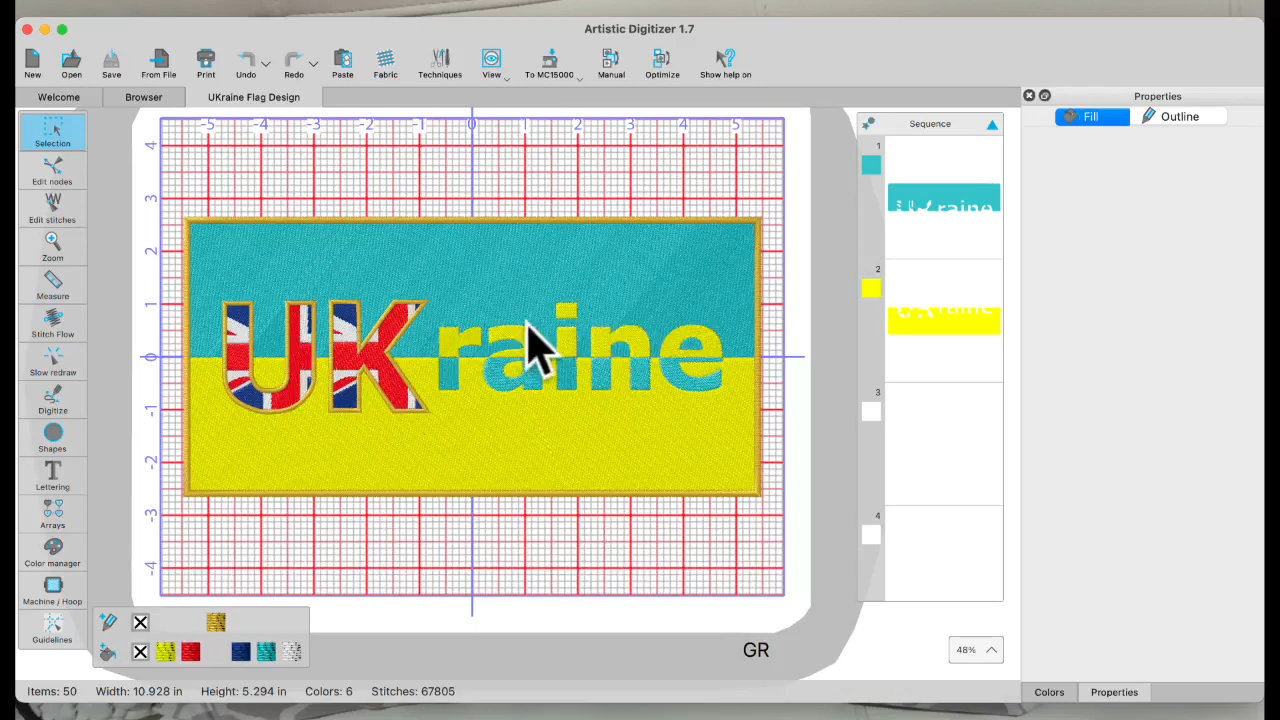 Artistic Digitizer 1.7
New Open Save From File Print Undo Redo Paste Fabric Techniques View To MC15000 Manual Optimize Show help on
Welcome Browser UKraine Flag Design
Properties
Fill Outline
Selection
Edit nodes
Edit stitches
Zoom
Measure
Stitch Flow
Slow redraw
Digitize
Shapes
Lettering
Arrays
Color manager
Machine / Hoop
Guidelines
-5 -4 -3 -2 -1 0 1 2 3 4 5
4
3
2
1
0
-1
-2
-3
-4
UKraine
GR
Sequence
1
raine
2
raine
3
4
48%
Items: 50 Width: 10.928 in Height: 5.294 in Colors: 6 Stitches: 67805
Colors Properties